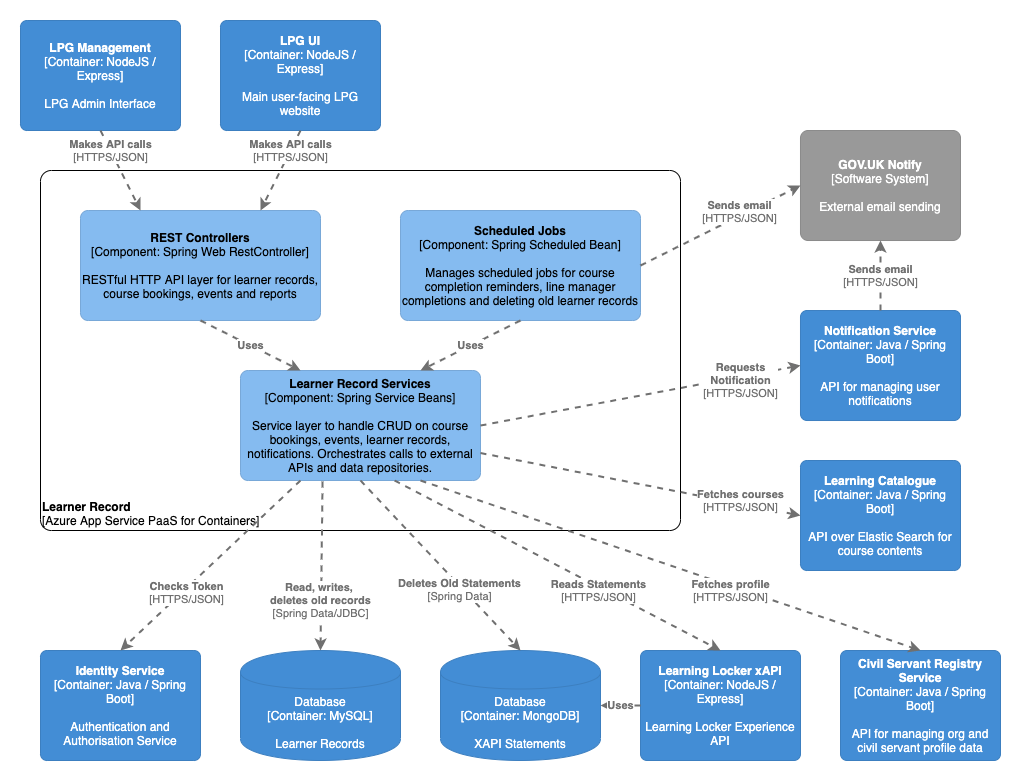 LPG Management
[Container: NodeJS /
Express]
LPG Admin Interface
LPG UI
[Container: NodeJS /
Express]
Main user-facing LPG
website
Makes API calls
[HTTPS/JSON]
Makes API calls
[HTTPS/JSON]
GOV.UK Notify
[Software System]
External email sending
REST Controllers
[Component: Spring Web RestController]
RESTful HTTP API layer for learner records,
course bookings, events and reports
Scheduled Jobs
[Component: Spring Scheduled Bean]
Manages scheduled jobs for course
completion reminders, line manager
completions and deleting old learner records
Sends email
[HTTPS/JSON]
Sends email
[HTTPS/JSON]
Uses
Uses
Notification Service
[Container: Java / Spring
Boot]
API for managing user
notifications
Learner Record Services
[Component: Spring Service Beans]
Service layer to handle CRUD on course
bookings, events, learner records,
notifications. Orchestrates calls to external
APIs and data repositories.
Requests
Notification
[HTTPS/JSON]
Fetches courses
[HTTPS/JSON]
Learning Catalogue
[Container: Java / Spring
Boot]
API over Elastic Search for
course contents
Learner Record
[Azure App Service PaaS for Containers]
Checks Token
[HTTPS/JSON]
Read, writes,
deletes old records
[Spring Data/JDBC]
Deletes Old Statements
[Spring Data]
Reads Statements
[HTTPS/JSON]
Fetches profile
[HTTPS/JSON]
Identity Service
[Container: Java / Spring
Boot]
Authentication and
Authorisation Service
Database
[Container: MySQL]
Learner Records
Database
[Container: MongoDB]
XAPI Statements
Uses
Learning Locker xAPI
[Container: NodeJS /
Express]
Learning Locker Experience
API
Civil Servant Registry
Service
[Container: Java / Spring
Boot]
API for managing org and
civil servant profile data